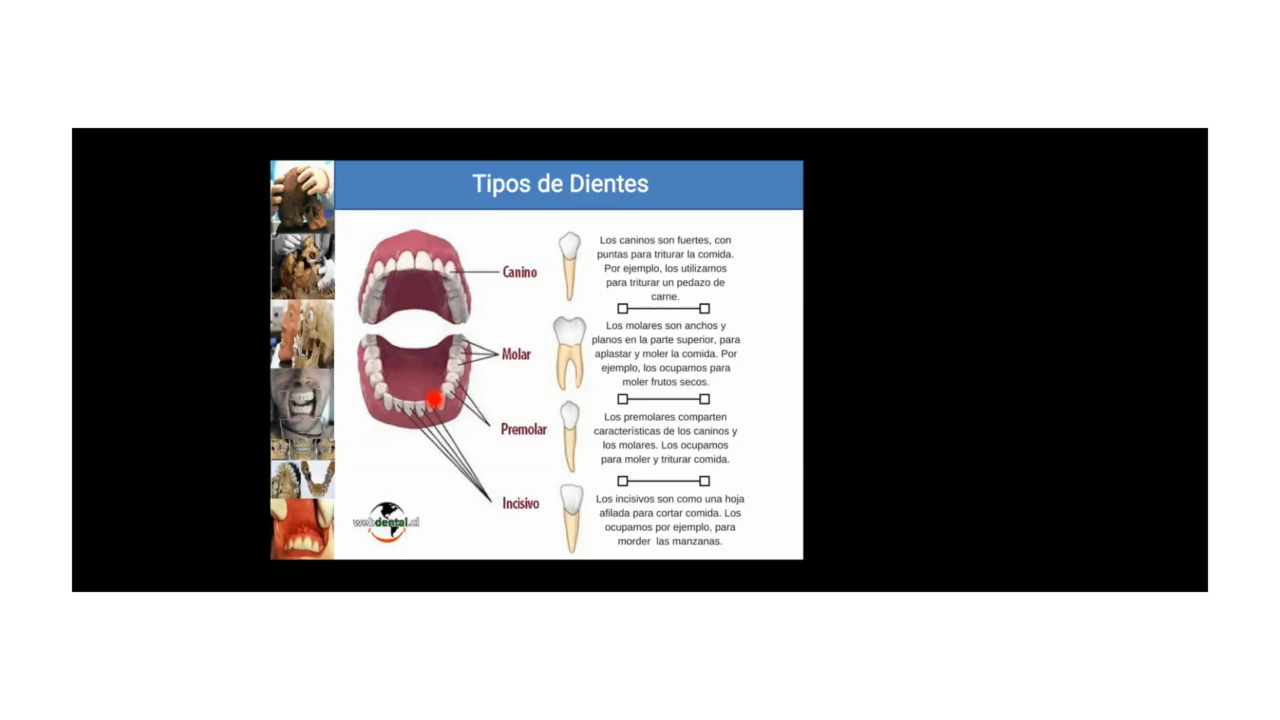 Tipos de Dientes
Canino
Los caninos son fuertes, con
puntas para triturar la comida.
Por ejemplo, los utilizamos
para triturar un pedazo de
carne.
Molar
Los molares son anchos y
planos en la parte superior, para
aplastar y moler la comida. Por
ejemplo, los ocupamos para
moler frutos secos.
Premolar
Los premolares comparten
características de los caninos y
los molares. Los ocupamos
para moler y triturar comida.
Incisivo
Los incisivos son como una hoja
afilada para cortar comida. Los
ocupamos por ejemplo, para
morder las manzanas.
webdental.cl